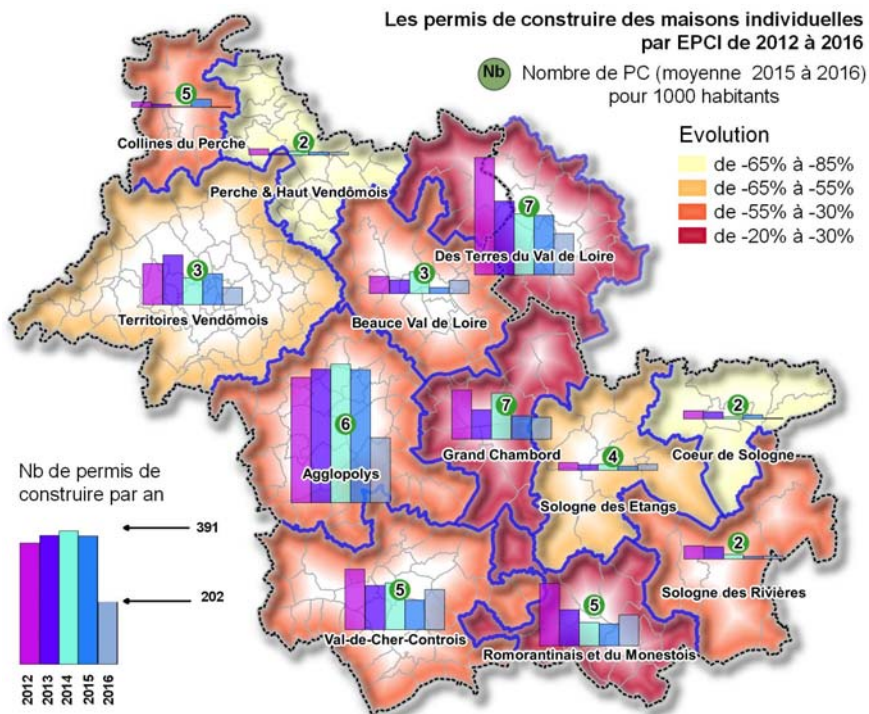 Les permis de construire des maisons individuelles
par EPCI de 2012 à 2016
Nb Nombre de PC (moyenne 2015 à 2016)
pour 1000 habitants
Evolution
de -65% à -85%
de -65% à -55%
de -55% à -30%
de -20% à -30%
5
Collines du Perche
2
Perche & Haut Vendômois
7
Des Terres du Val de Loire
3
Territoires Vendômois
3
Beauce Val de Loire
6
Agglopolys
7
Grand Chambord
4
Sologne des Etangs
2
Coeur de Sologne
2
Sologne des Rivières
5
Val-de-Cher-Controis
5
Romorantinais et du Monestois
Nb de permis de
construire par an
391
202
2012
2013
2014
2015
2016